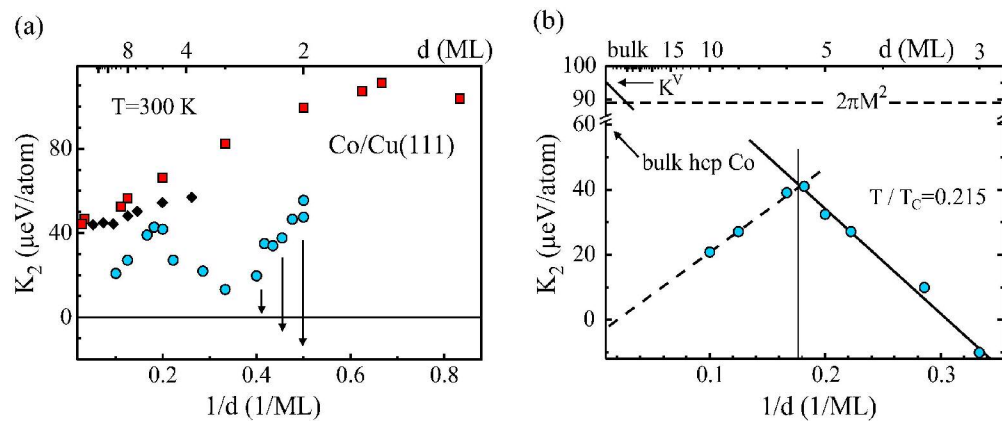 (a)
8 4 2 d (ML)
T=300 K
Co/Cu(111)
80
40
0
K₂ (μeV/atom)
0.2 0.4 0.6 0.8
1/d (1/ML)
(b)
bulk 15 10 d (ML) 5 3
100
90
60
40
20
0
K₂ (μeV/atom)
Kⱽ
2πM²
bulk hcp Co
T / T_C=0.215
0.1 0.2 0.3
1/d (1/ML)